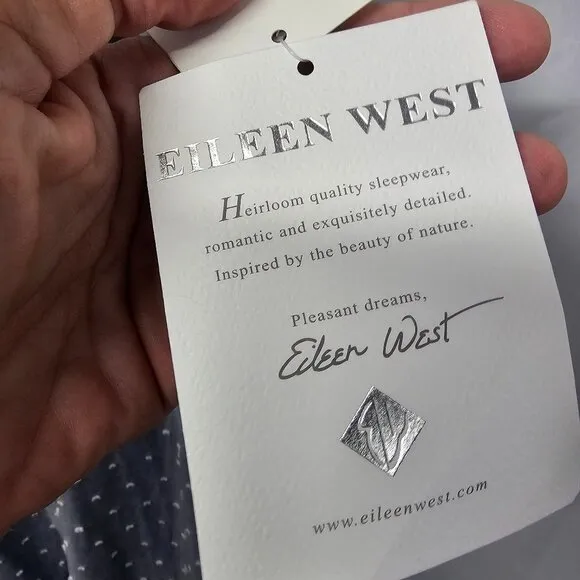 EILEEN WEST
Heirloom quality sleepwear,
romantic and exquisitely detailed.
Inspired by the beauty of nature.
Pleasant dreams,
Eileen West
www.eileenwest.com